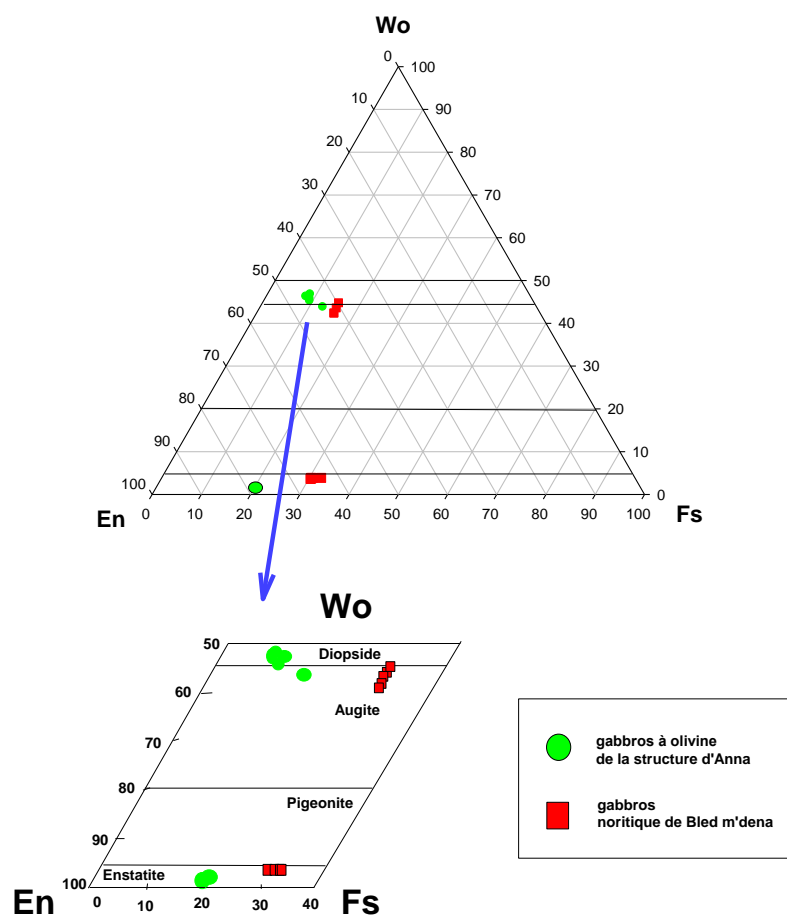 Wo
0 100
10 90
20 80
30 70
40 60
50 50
60 40
70 30
80 20
90 10
100 0
En 0 10 20 30 40 50 60 70 80 90 100 Fs
Wo
50 Diopside
60 Augite
70
80 Pigeonite
90
100 Enstatite
En 0 10 20 30 40 Fs
gabbros à olivine
de la structure d'Anna
gabbros
noritique de Bled m'dena